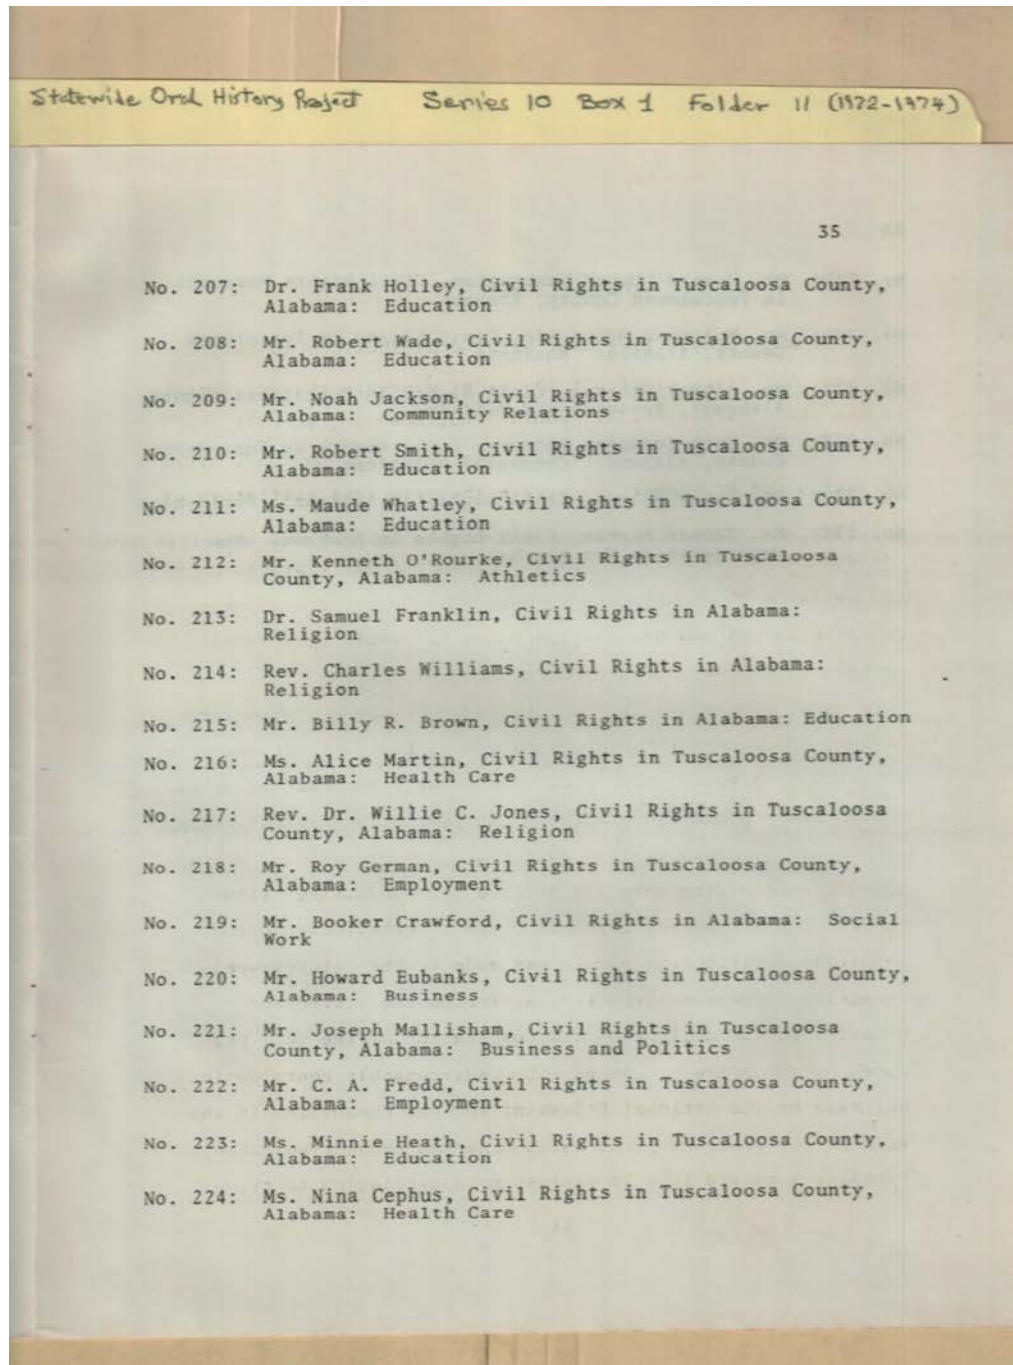 Statewide Oral History Project Series 10 Box 1 Folder 11 (1972-1974)
35
No. 207: Dr. Frank Holley, Civil Rights in Tuscaloosa County,
Alabama: Education
No. 208: Mr. Robert Wade, Civil Rights in Tuscaloosa County,
Alabama: Education
No. 209: Mr. Noah Jackson, Civil Rights in Tuscaloosa County,
Alabama: Community Relations
No. 210: Mr. Robert Smith, Civil Rights in Tuscaloosa County,
Alabama: Education
No. 211: Ms. Maude Whatley, Civil Rights in Tuscaloosa County,
Alabama: Education
No. 212: Mr. Kenneth O'Rourke, Civil Rights in Tuscaloosa
County, Alabama: Athletics
No. 213: Dr. Samuel Franklin, Civil Rights in Alabama:
Religion
No. 214: Rev. Charles Williams, Civil Rights in Alabama:
Religion
No. 215: Mr. Billy R. Brown, Civil Rights in Alabama: Education
No. 216: Ms. Alice Martin, Civil Rights in Tuscaloosa County,
Alabama: Health Care
No. 217: Rev. Dr. Willie C. Jones, Civil Rights in Tuscaloosa
County, Alabama: Religion
No. 218: Mr. Roy German, Civil Rights in Tuscaloosa County,
Alabama: Employment
No. 219: Mr. Booker Crawford, Civil Rights in Alabama: Social
Work
No. 220: Mr. Howard Eubanks, Civil Rights in Tuscaloosa County,
Alabama: Business
No. 221: Mr. Joseph Mallisham, Civil Rights in Tuscaloosa
County, Alabama: Business and Politics
No. 222: Mr. C. A. Fredd, Civil Rights in Tuscaloosa County,
Alabama: Employment
No. 223: Ms. Minnie Heath, Civil Rights in Tuscaloosa County,
Alabama: Education
No. 224: Ms. Nina Cephus, Civil Rights in Tuscaloosa County,
Alabama: Health Care